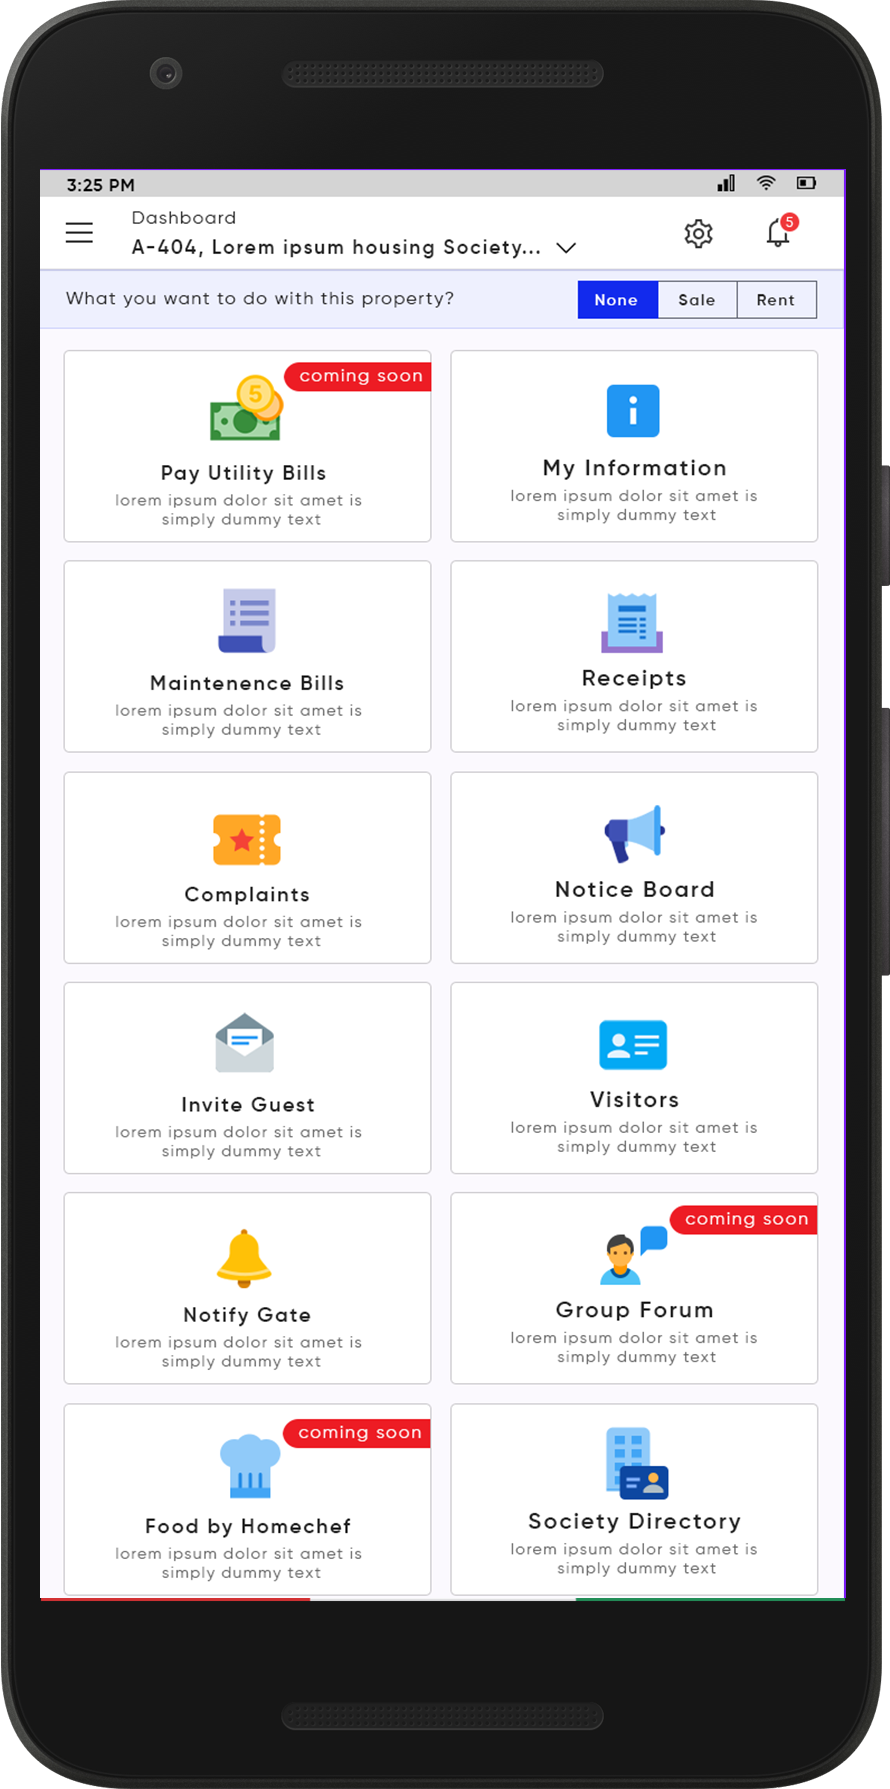 3:25 PM
Dashboard
5
A-404, Lorem ipsum housing Society...
What you want to do with this property?
None
Sale
Rent
coming soon
5
Pay Utility Bills
lorem ipsum dolor sit amet is
simply dummy text
My Information
lorem ipsum dolor sit amet is
simply dummy text
Maintenence Bills
lorem ipsum dolor sit amet is
simply dummy text
Receipts
lorem ipsum dolor sit amet is
simply dummy text
Complaints
lorem ipsum dolor sit amet is
simply dummy text
Notice Board
lorem ipsum dolor sit amet is
simply dummy text
Invite Guest
lorem ipsum dolor sit amet is
simply dummy text
Visitors
lorem ipsum dolor sit amet is
simply dummy text
Notify Gate
lorem ipsum dolor sit amet is
simply dummy text
coming soon
Group Forum
lorem ipsum dolor sit amet is
simply dummy text
coming soon
Food by Homechef
lorem ipsum dolor sit amet is
simply dummy text
Society Directory
lorem ipsum dolor sit amet is
simply dummy text